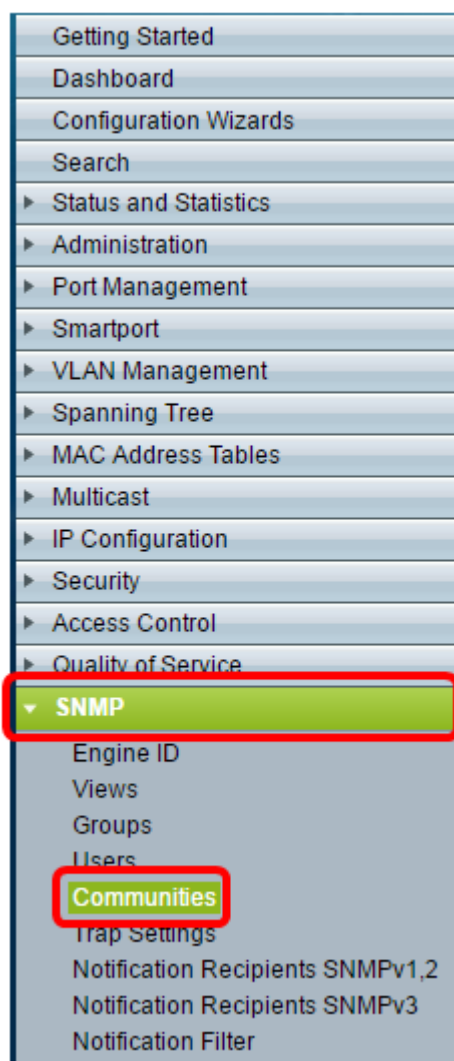 Getting Started
Dashboard
Configuration Wizards
Search
Status and Statistics
Administration
Port Management
Smartport
VLAN Management
Spanning Tree
MAC Address Tables
Multicast
IP Configuration
Security
Access Control
Quality of Service
SNMP
Engine ID
Views
Groups
Users
Communities
Trap Settings
Notification Recipients SNMPv1,2
Notification Recipients SNMPv3
Notification Filter